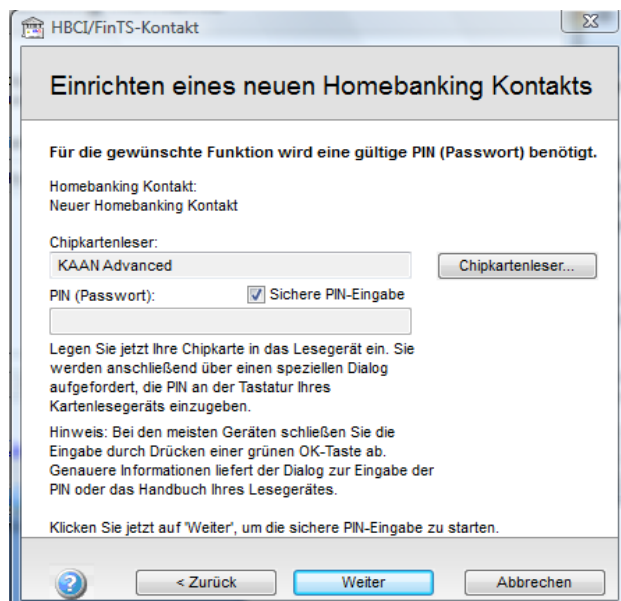 HBCI/FinTS-Kontakt
Einrichten eines neuen Homebanking Kontakts
Für die gewünschte Funktion wird eine gültige PIN (Passwort) benötigt.
Homebanking Kontakt:
Neuer Homebanking Kontakt
Chipkartenleser:
KAAN Advanced
Chipkartenleser...
PIN (Passwort):
Sichere PIN-Eingabe
Legen Sie jetzt Ihre Chipkarte in das Lesegerät ein. Sie
werden anschließend über einen speziellen Dialog
aufgefordert, die PIN an der Tastatur Ihres
Kartenlesegeräts einzugeben.
Hinweis: Bei den meisten Geräten schließen Sie die
Eingabe durch Drücken einer grünen OK-Taste ab.
Genauere Informationen liefert der Dialog zur Eingabe der
PIN oder das Handbuch Ihres Lesegerätes.
Klicken Sie jetzt auf 'Weiter', um die sichere PIN-Eingabe zu starten.
< Zurück
Weiter
Abbrechen